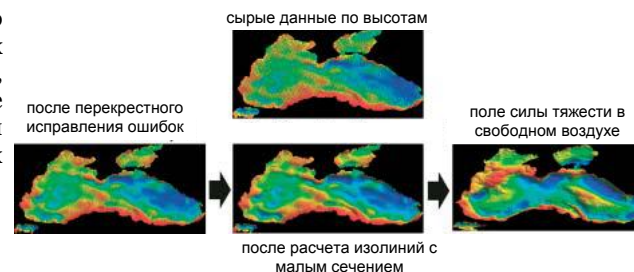 сырые данные по высотам
после перекрестного
исправления ошибок
поле силы тяжести в
свободном воздухе
после расчета изолиний с
малым сечением